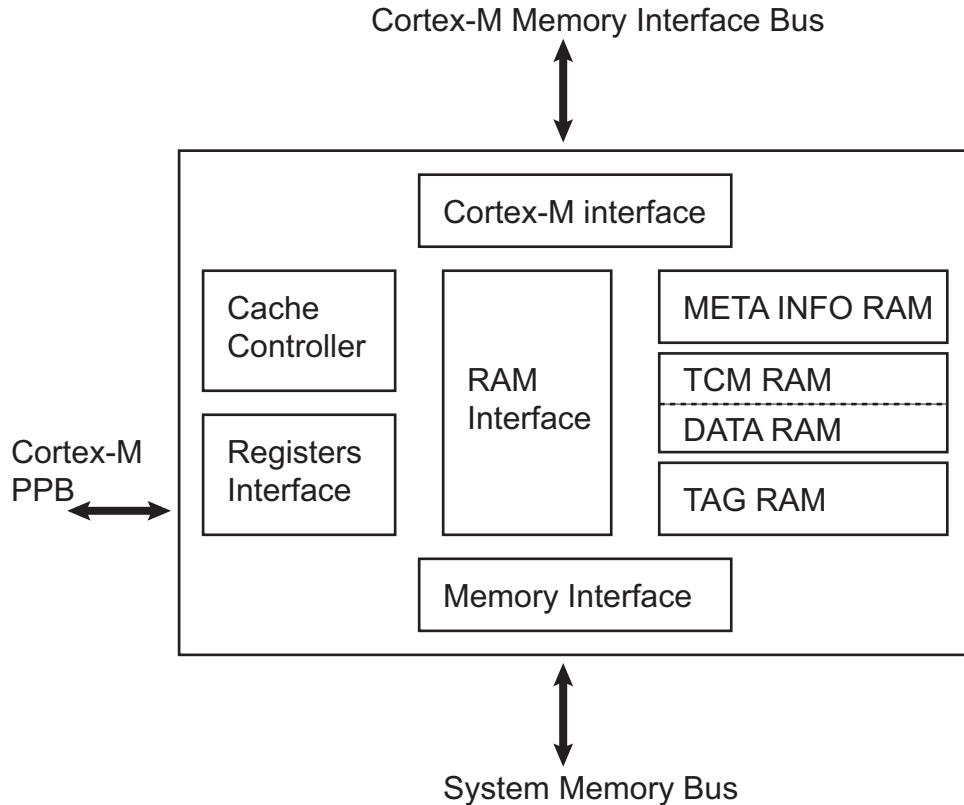 Cortex-M Memory Interface Bus
Cortex-M interface
Cache
Controller
RAM
Interface
META INFO RAM
TCM RAM
DATA RAM
TAG RAM
Registers
Interface
Cortex-M
PPB
Memory Interface
System Memory Bus